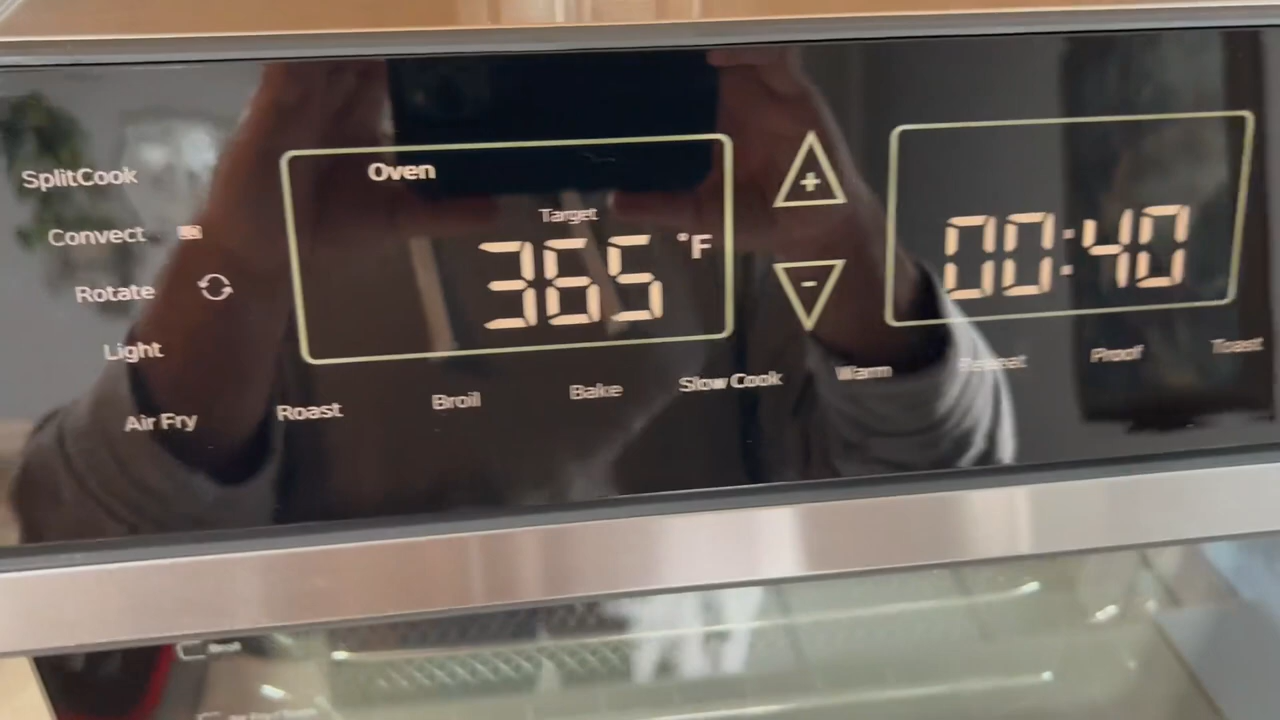 SplitCook
Convect
Rotate
Light
Air Fry
Roast
Broil
Bake
Slow Cook
Warm
Reheat
Proof
Toast
Oven
Target
365 °F
+
-
00:40